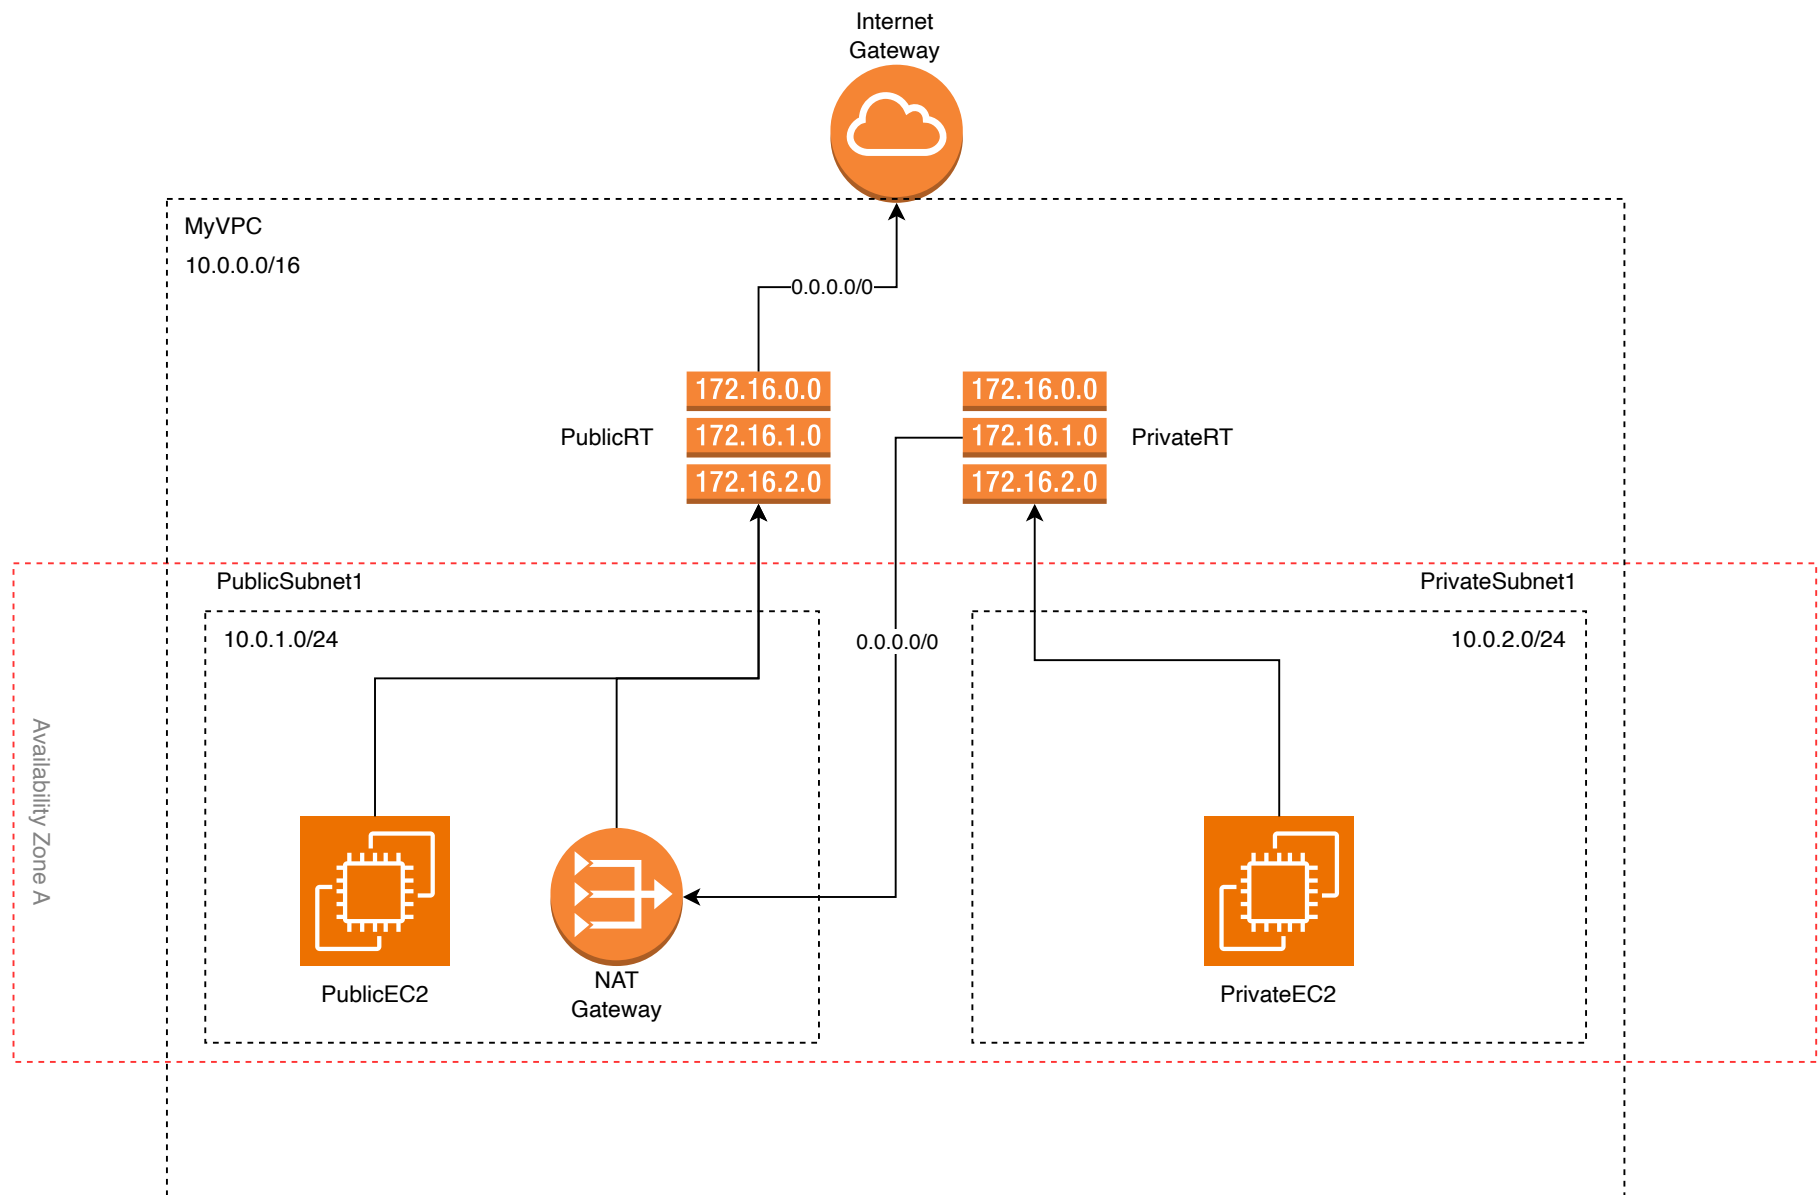 Internet
Gateway
MyVPC
10.0.0.0/16
0.0.0.0/0
172.16.0.0
172.16.1.0
172.16.2.0
PublicRT
172.16.0.0
172.16.1.0
172.16.2.0
PrivateRT
PublicSubnet1
PrivateSubnet1
10.0.1.0/24
0.0.0.0/0
10.0.2.0/24
Availability Zone A
PublicEC2
NAT
Gateway
PrivateEC2